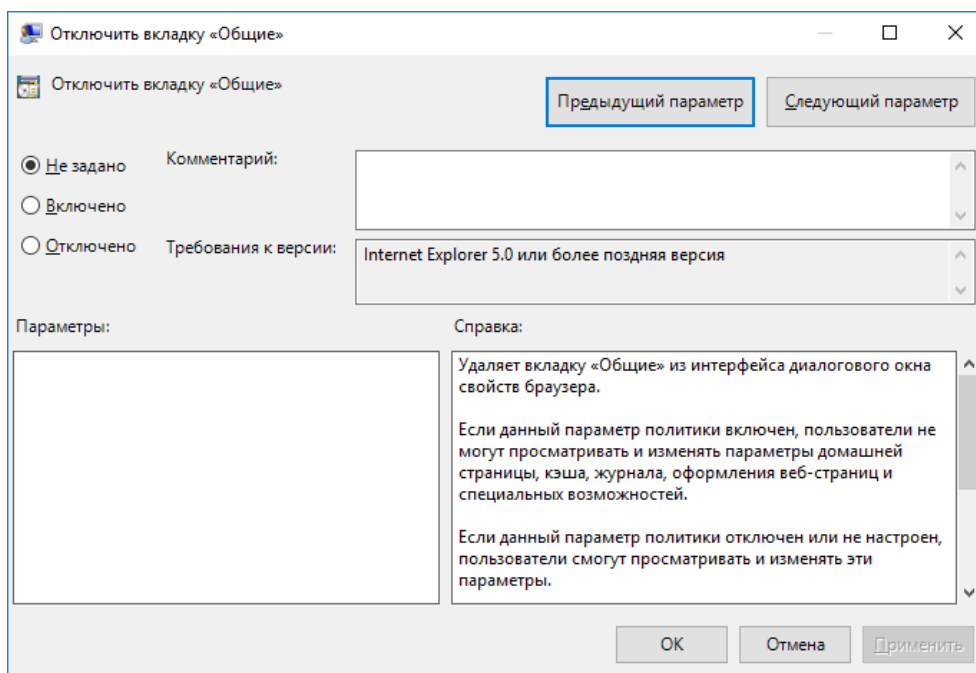 Отключить вкладку «Общие»
Отключить вкладку «Общие»
Предыдущий параметр
Следующий параметр
Не задано
Комментарий:
Включено
Отключено
Требования к версии:
Internet Explorer 5.0 или более поздняя версия
Параметры:
Справка:
Удаляет вкладку «Общие» из интерфейса диалогового окна
свойств браузера.
Если данный параметр политики включен, пользователи не
могут просматривать и изменять параметры домашней
страницы, кэша, журнала, оформления веб-страниц и
специальных возможностей.
Если данный параметр политики отключен или не настроен,
пользователи смогут просматривать и изменять эти
параметры.
ОК
Отмена
Применить